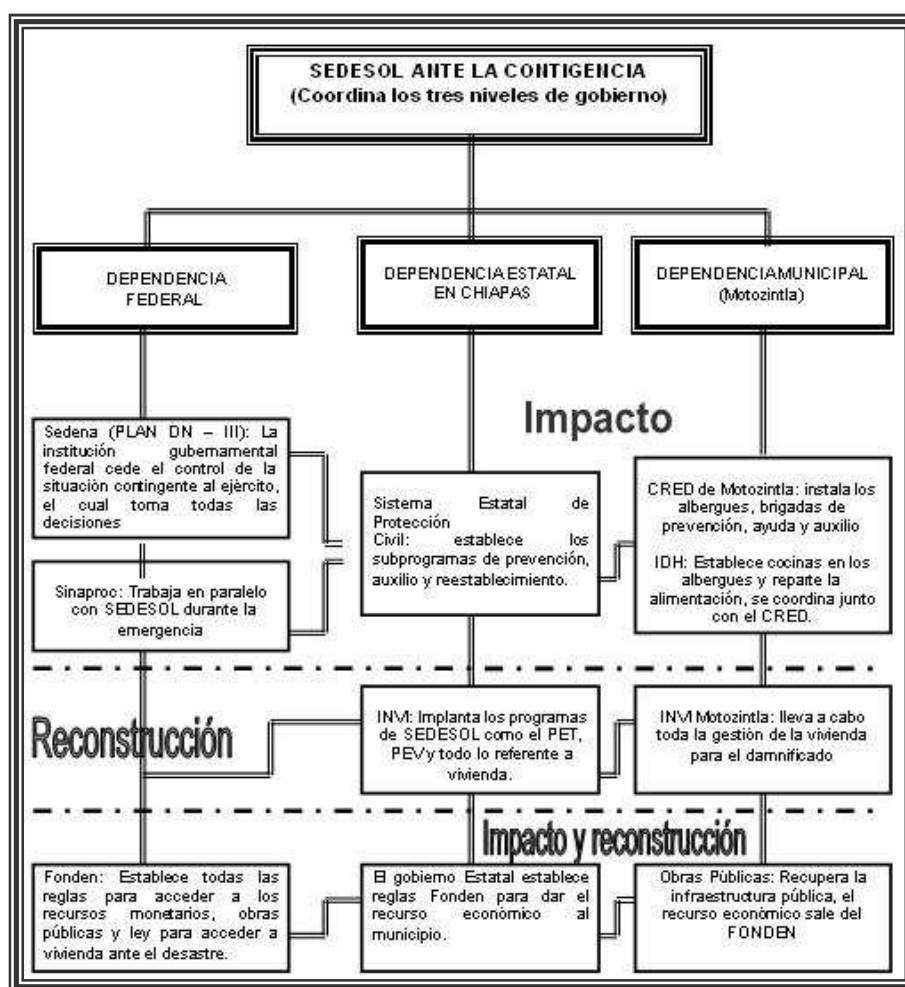 SEDESOL ANTE LA CONTIGENCIA
(Coordina los tres niveles de gobierno)
DEPENDENCIA
FEDERAL
DEPENDENCIA ESTATAL
EN CHIAPAS
DEPENDENCIA MUNICIPAL
(Motozintla)
Impacto
Sedena (PLAN DN – III): La
institución gubernamental
federal cede el control de la
situación contingente al ejército,
el cual toma todas las
decisiones
Sistema Estatal de
Protección
Civil: establece los
subprogramas de prevención,
auxilio y reestablecimiento.
CRED de Motozintla: instala los
albergues, brigadas de
prevención, ayuda y auxilio
IDH: Establece cocinas en los
albergues y reparte la
alimentación, se coordina junto
con el CRED.
Sinaproc: Trabaja en paralelo
con SEDESOL durante la
emergencia
Reconstrucción
INVI: Implanta los programas
de SEDESOL como el PET,
PEV y todo lo referente a
vivienda.
INVI Motozintla: lleva a cabo
toda la gestión de la vivienda
para el damnificado
Impacto y reconstrucción
Fonden: Establece todas las
reglas para acceder a los
recursos monetarios, obras
públicas y ley para acceder a
vivienda ante el desastre.
El gobierno Estatal establece
reglas Fonden para dar el
recurso económico al
municipio.
Obras Públicas: Recupera la
infraestructura pública, el
recurso económico sale del
FONDEN